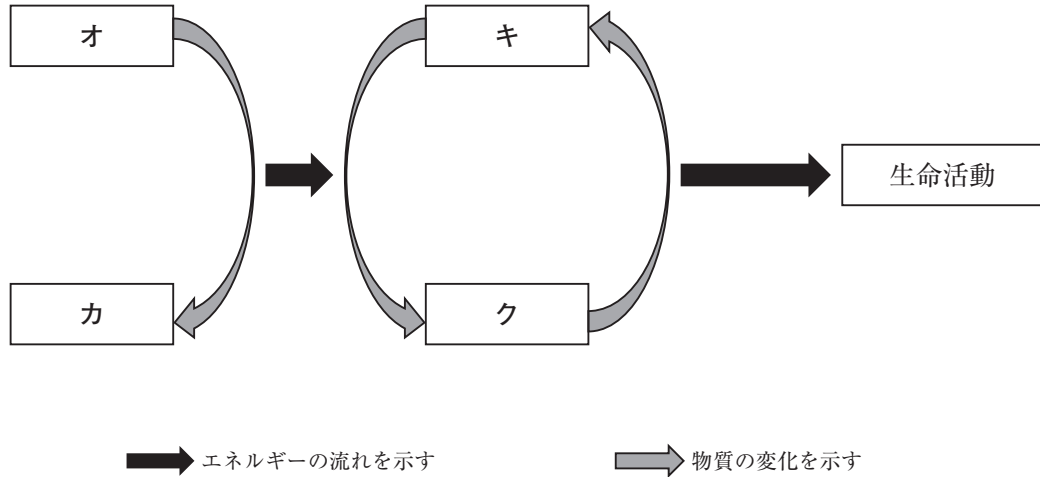 オ
キ
生命活動
カ
ク
エネルギーの流れを示す
物質の変化を示す